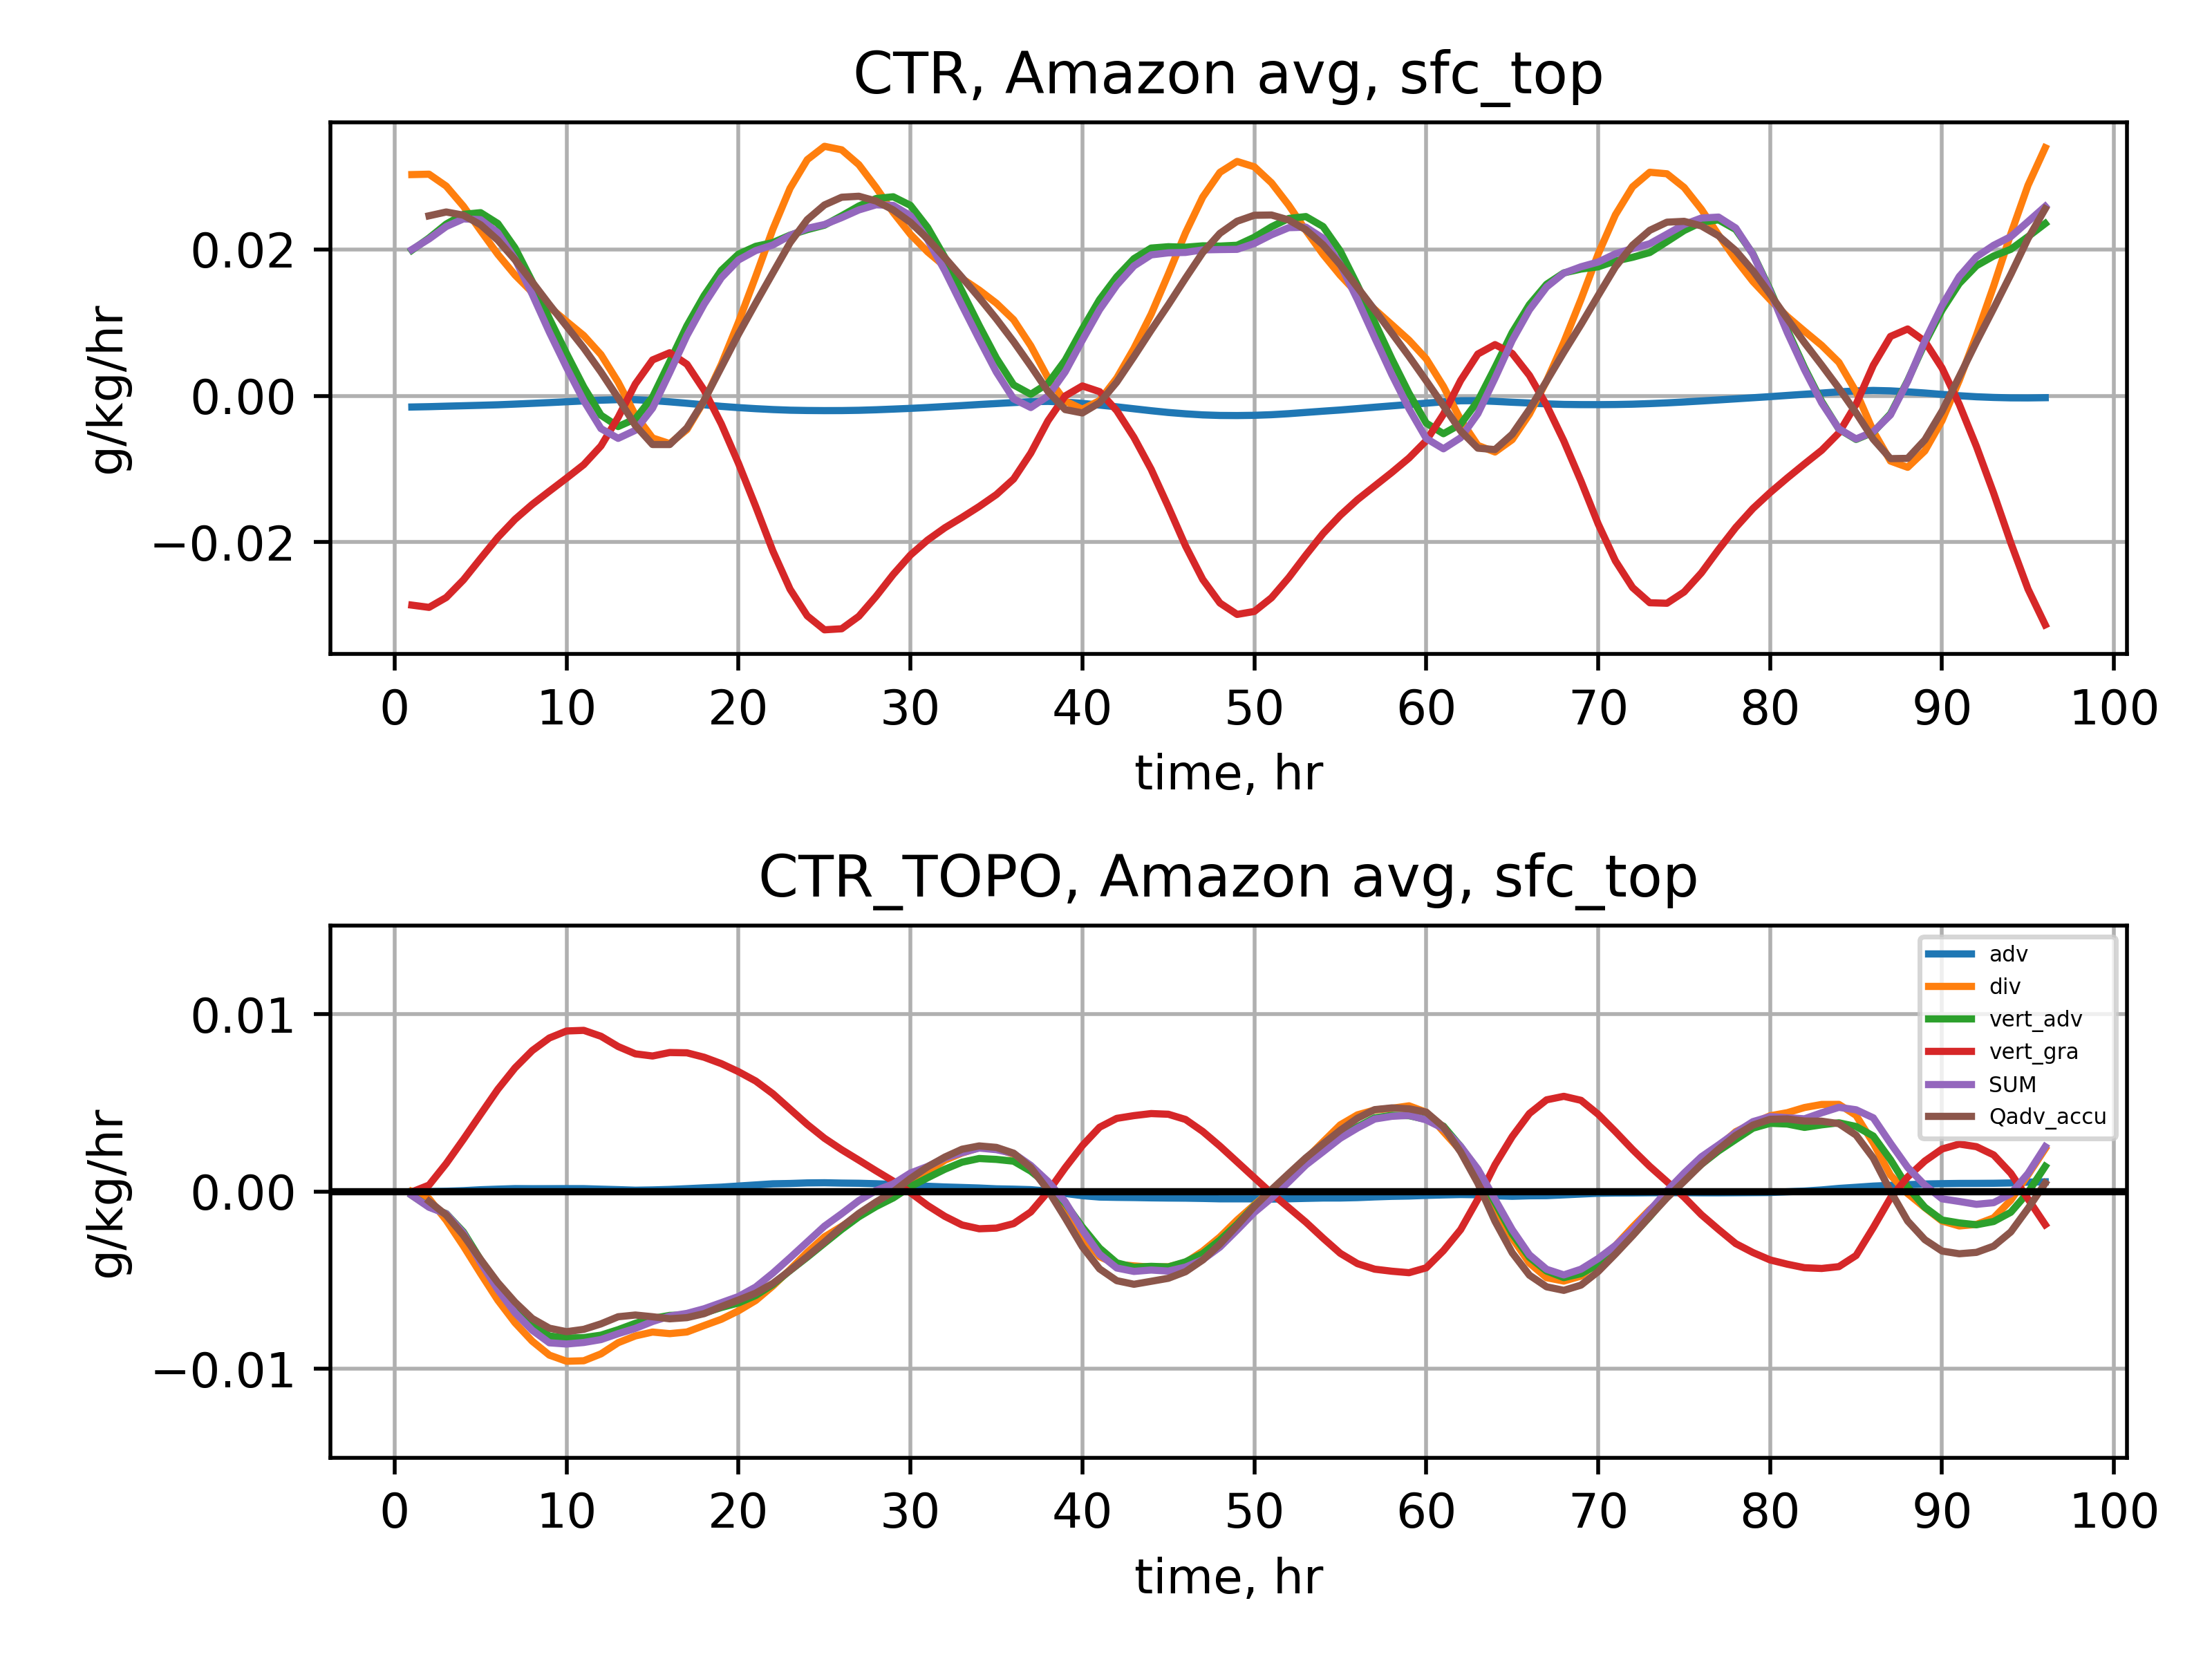 CTR, Amazon avg, sfc_top
g/kg/hr
0.02
0.00
−0.02
0 10 20 30 40 50 60 70 80 90 100
time, hr
CTR_TOPO, Amazon avg, sfc_top
g/kg/hr
0.01
0.00
−0.01
adv
div
vert_adv
vert_gra
SUM
Qadv_accu
0 10 20 30 40 50 60 70 80 90 100
time, hr